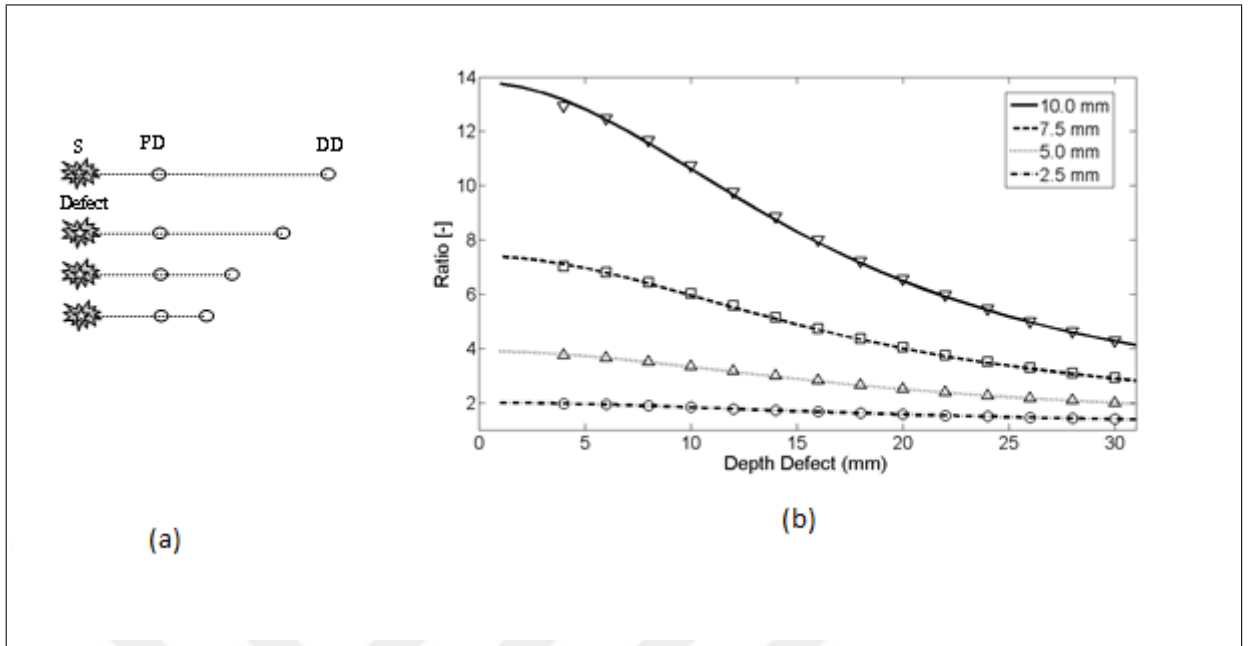 S PD DD
Defect
(a)
14
12
10
8
6
4
2
0 5 10 15 20 25 30
Ratio [-]
Depth Defect (mm)
10.0 mm
7.5 mm
5.0 mm
2.5 mm
(b)